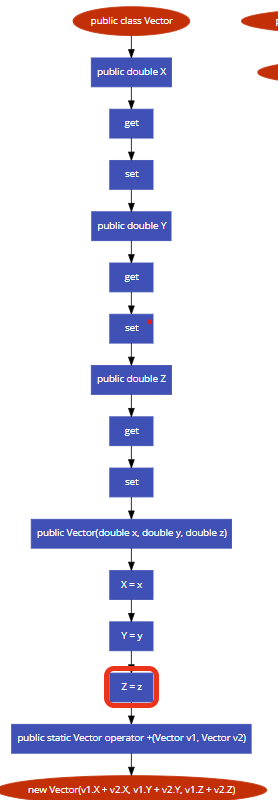 public class Vector
public double X
get
set
public double Y
get
set
public double Z
get
set
public Vector(double x, double y, double z)
X = x
Y = y
Z = z
public static Vector operator +(Vector v1, Vector v2)
new Vector(v1.X + v2.X, v1.Y + v2.Y, v1.Z + v2.Z)